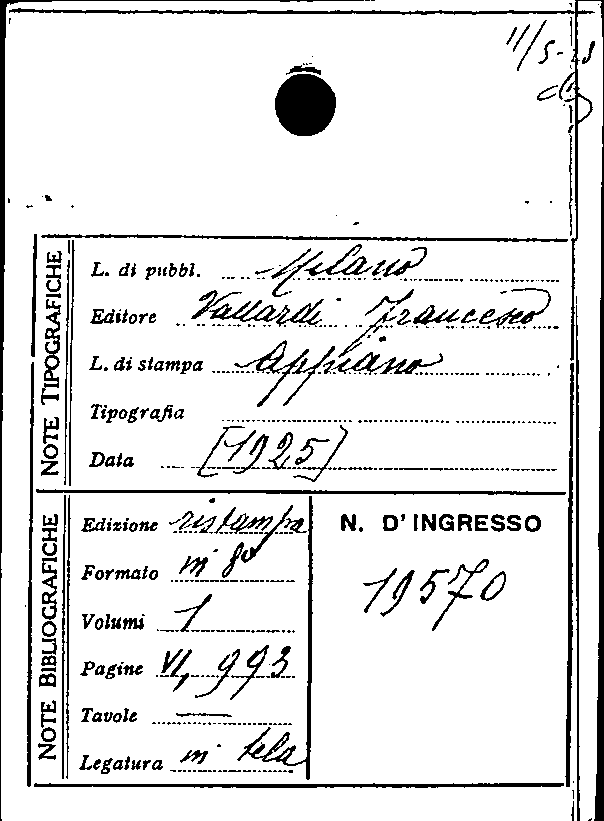 11/5-28
NOTE TIPOGRAFICHE
L. di pubbl. Milano
Editore Vallardi Francesco
L. di stampa Appiano
Tipografia
Data [1925]
NOTE BIBLIOGRAFICHE
Edizione ristampa
Formato in 8º
Volumi 1
Pagine VI, 993
Tavole —
Legatura in tela
N. D'INGRESSO
19570